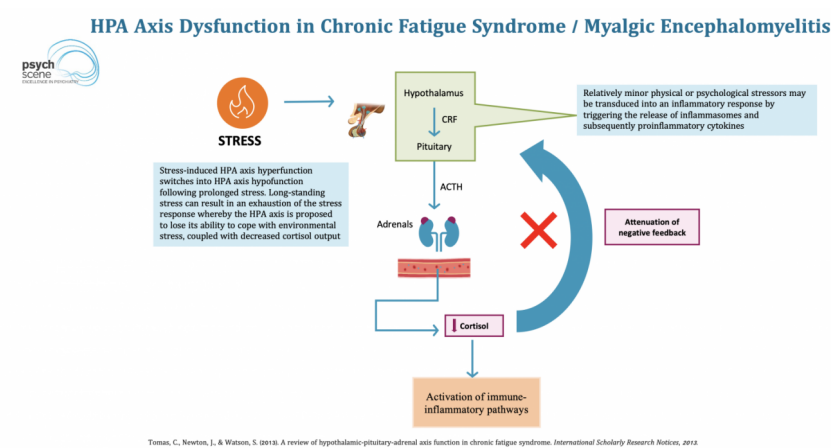 HPA Axis Dysfunction in Chronic Fatigue Syndrome / Myalgic Encephalomyelitis
psych
scene
EXCELLENCE IN PSYCHIATRY
STRESS
Hypothalamus
CRF
Pituitary
Relatively minor physical or psychological stressors may
be transduced into an inflammatory response by
triggering the release of inflammasomes and
subsequently proinflammatory cytokines
Stress-induced HPA axis hyperfunction
switches into HPA axis hypofunction
following prolonged stress. Long-standing
stress can result in an exhaustion of the stress
response whereby the HPA axis is proposed
to lose its ability to cope with environmental
stress, coupled with decreased cortisol output
ACTH
Adrenals
Attenuation of
negative feedback
Cortisol
Activation of immune-
inflammatory pathways
Tomas, C., Newton, J., & Watson, S. (2013). A review of hypothalamic-pituitary-adrenal axis function in chronic fatigue syndrome. International Scholarly Research Notices, 2013.